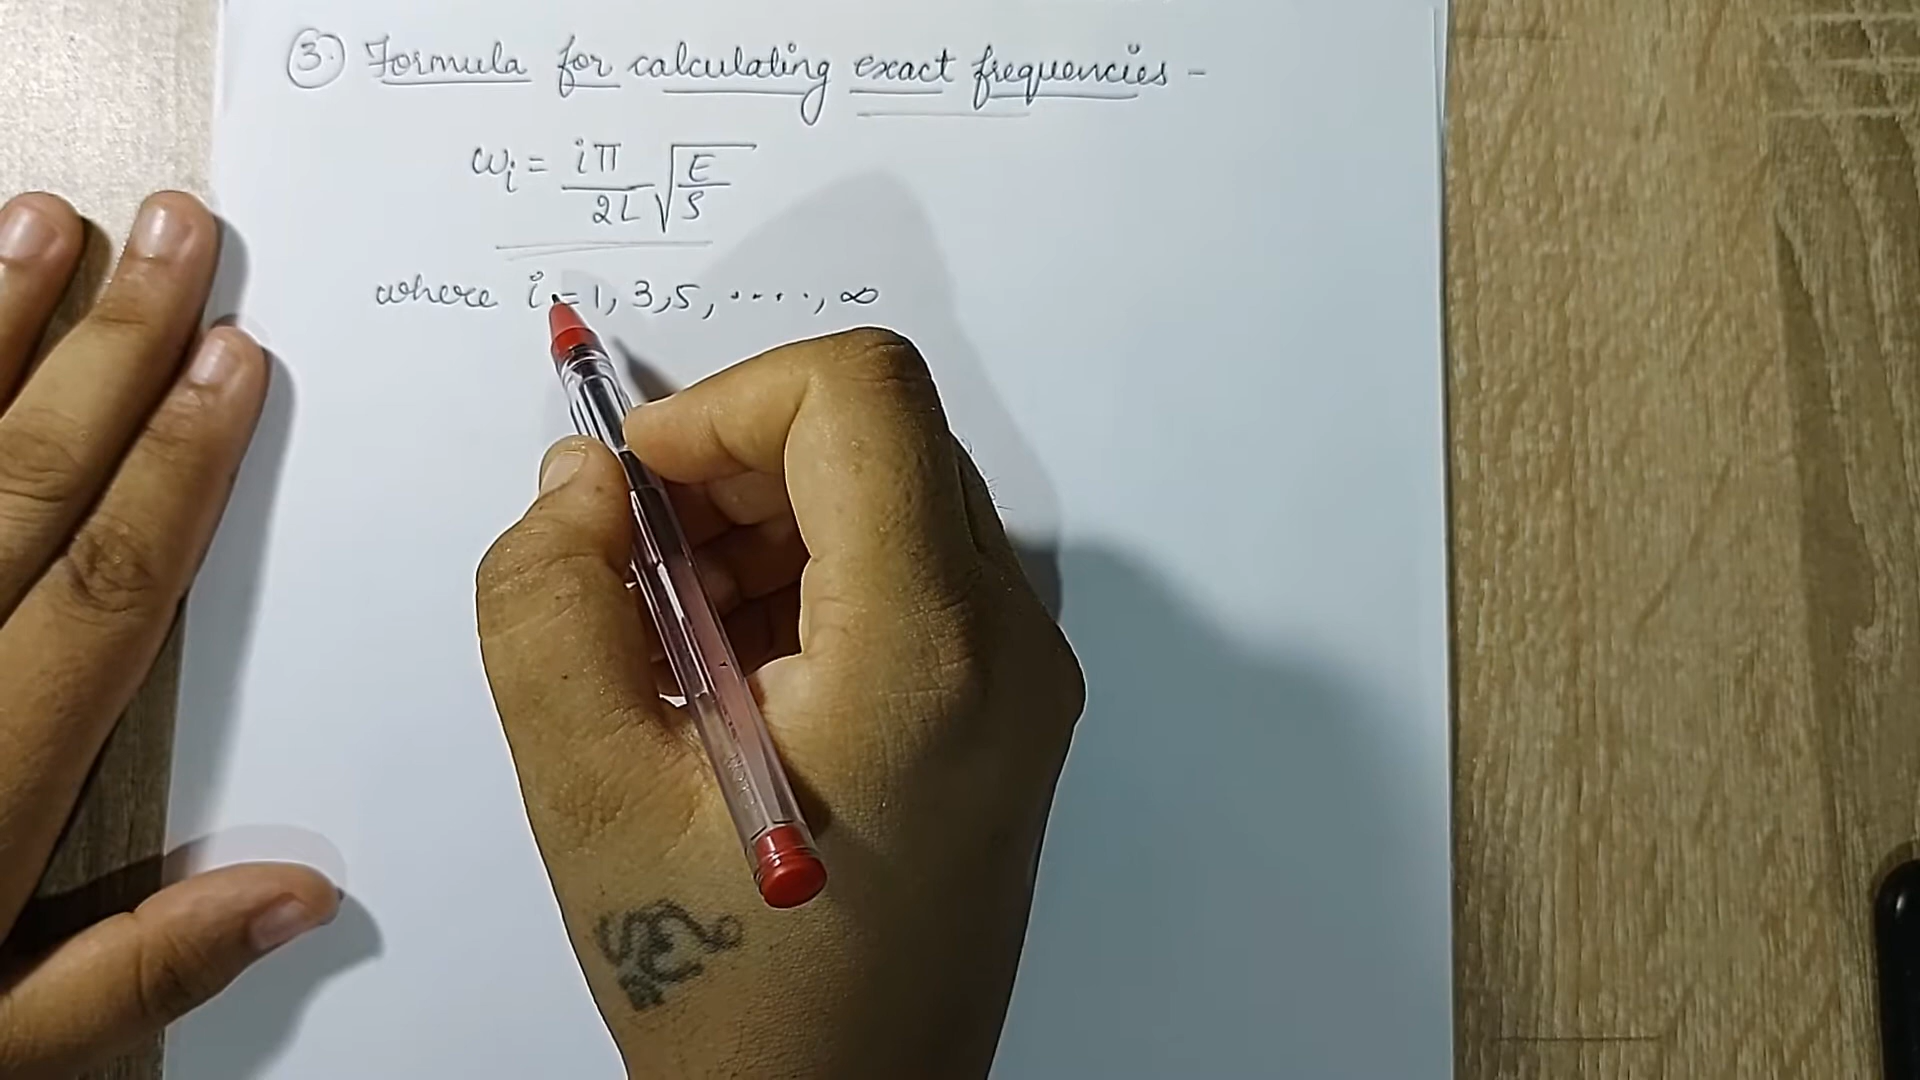 3. Formula for calculating exact frequencies -
ωi = iπ/2L √E/ρ
where i = 1, 3, 5, ....., ∞